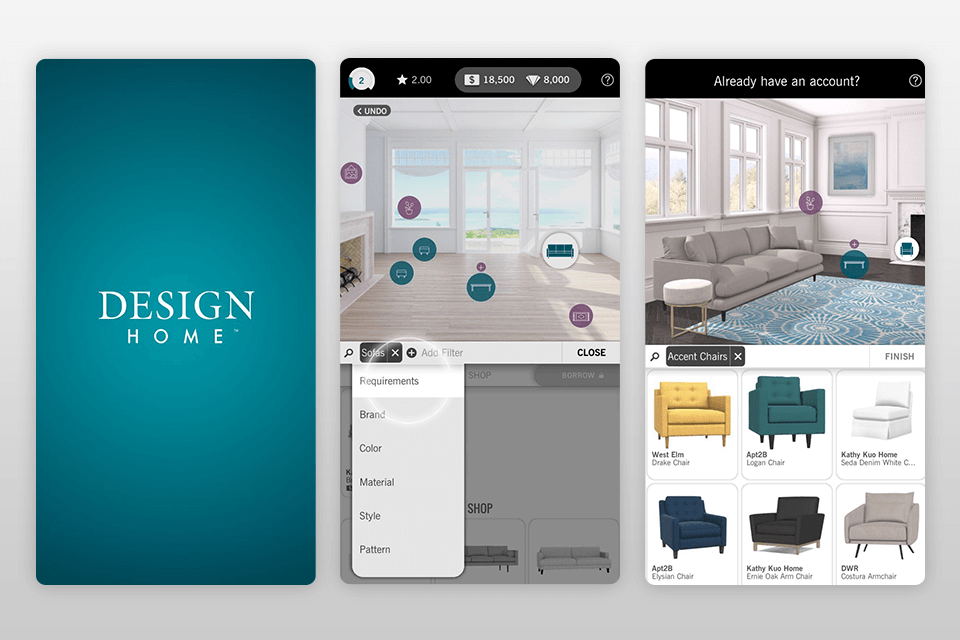 DESIGN
HOME™
2
2.00
$ 18,500
8,000
?
< UNDO
Sofas X
Add Filter
CLOSE
SHOP
BORROW
Requirements
Brand
Color
Material
Style
Pattern
SHOP
Already have an account?
?
Accent Chairs X
FINISH
West Elm
Drake Chair
Apt2B
Logan Chair
Kathy Kuo Home
Seda Denim White C...
Apt2B
Elysian Chair
Kathy Kuo Home
Ernie Oak Arm Chair
DWR
Costura Armchair